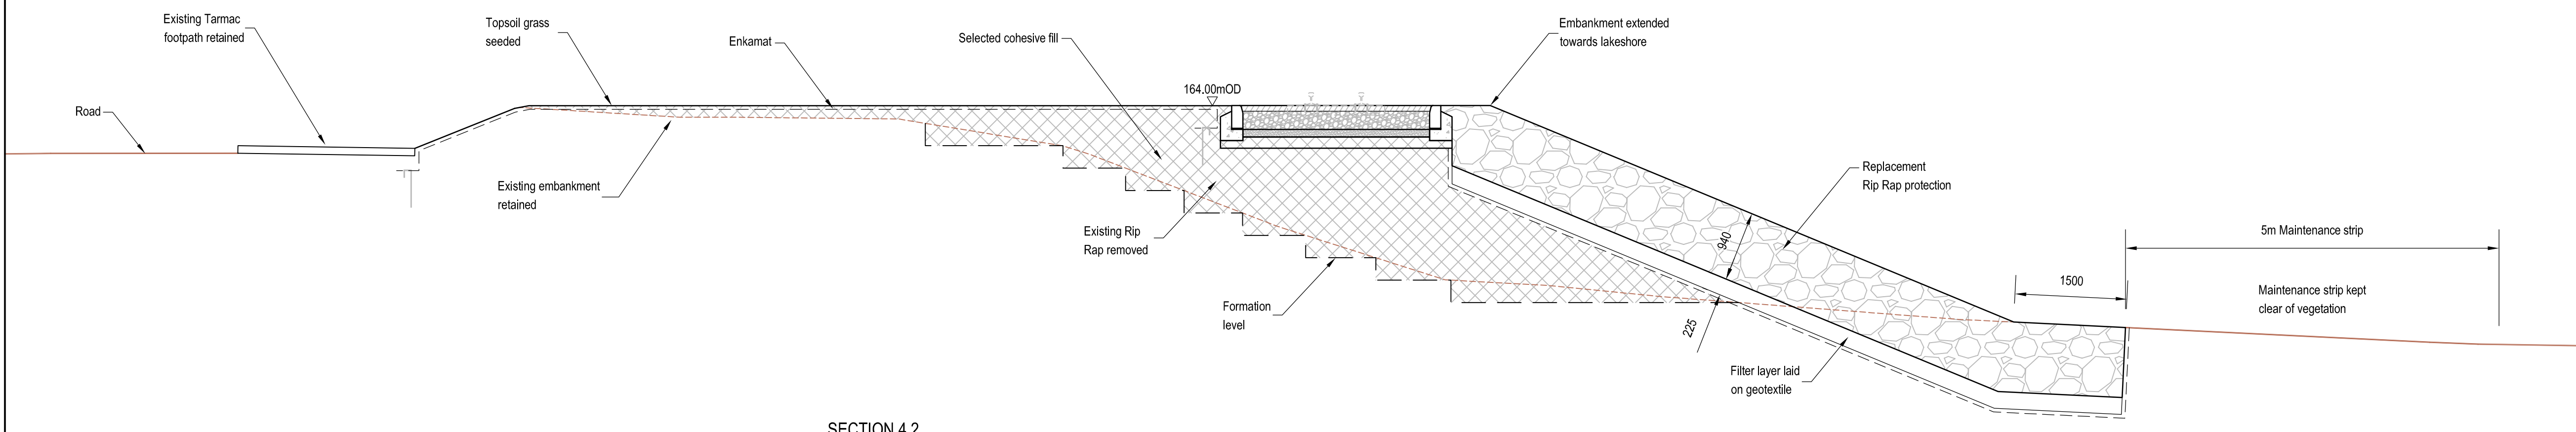 Existing Tarmac
footpath retained
Topsoil grass
seeded
Enkamat
Selected cohesive fill
Embankment extended
towards lakeshore
164.00mOD
Road
Existing embankment
retained
Existing Rip
Rap removed
Formation
level
Replacement
Rip Rap protection
940
225
Filter layer laid
on geotextile
1500
5m Maintenance strip
Maintenance strip kept
clear of vegetation
SECTION 4.2